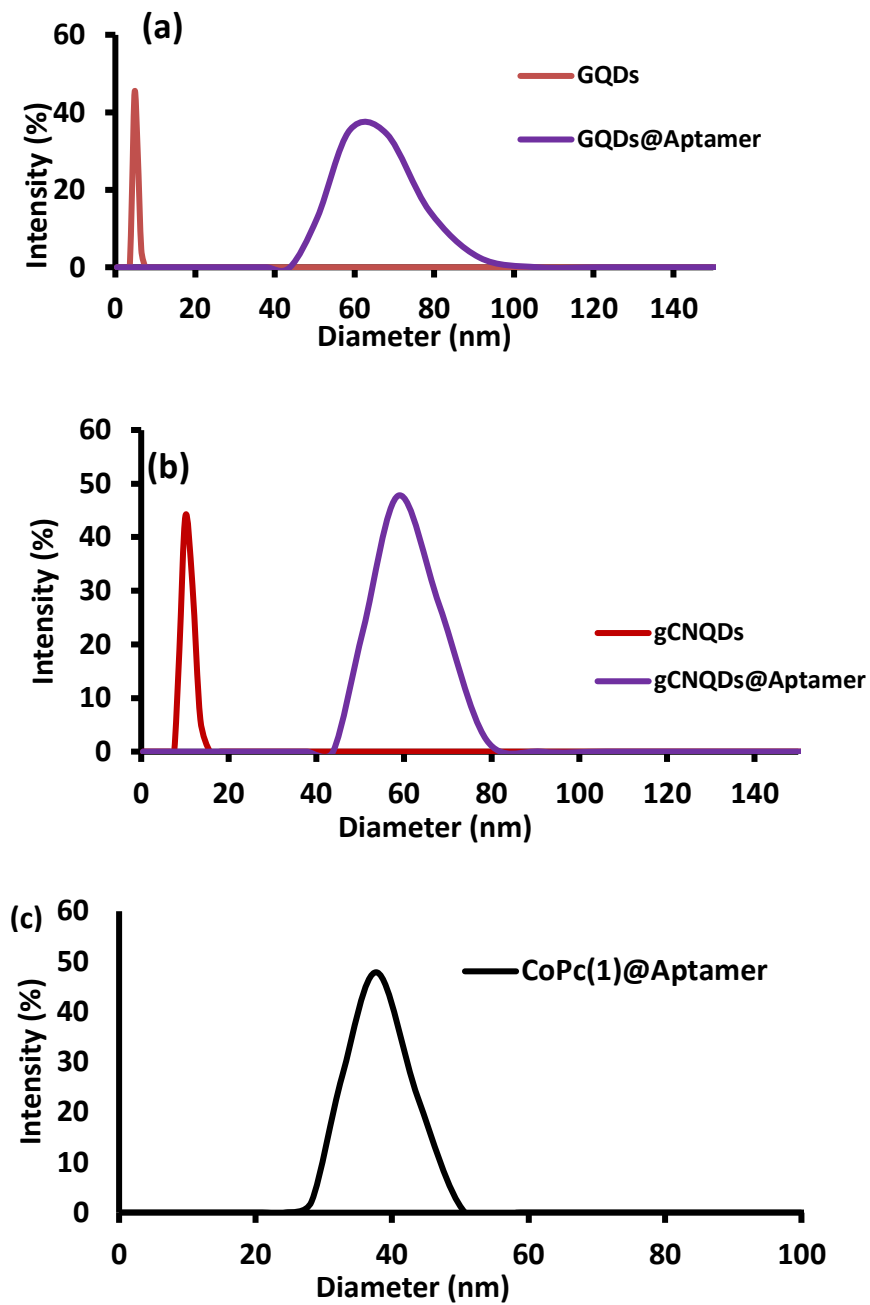 (a)
60
40
20
0
Intensity (%)
GQDs
GQDs@Aptamer
0 20 40 60 80 100 120 140
Diameter (nm)
(b)
60
50
40
30
20
10
0
Intensity (%)
gCNQDs
gCNQDs@Aptamer
0 20 40 60 80 100 120 140
Diameter (nm)
(c)
60
50
40
30
20
10
0
Intensity (%)
CoPc(1)@Aptamer
0 20 40 60 80 100
Diameter (nm)